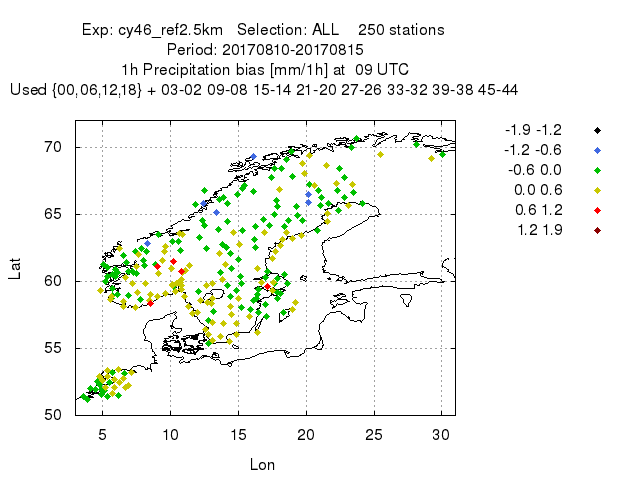 Exp: cy46_ref2.5km   Selection: ALL    250 stations
Period: 20170810-20170815
1h Precipitation bias [mm/1h] at  09 UTC
Used {00,06,12,18} + 03-02 09-08 15-14 21-20 27-26 33-32 39-38 45-44
-1.9 -1.2
-1.2 -0.6
-0.6 0.0
0.0 0.6
0.6 1.2
1.2 1.9
70
65
60
55
50
Lat
5 10 15 20 25 30
Lon